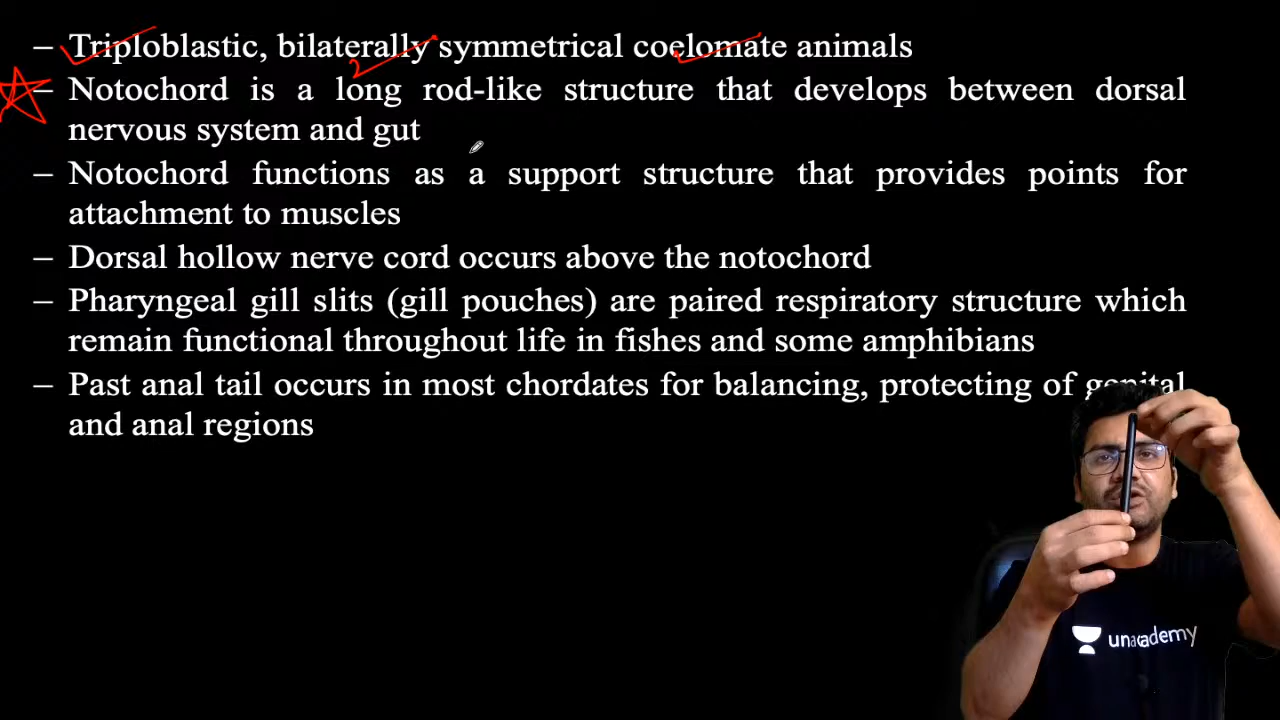 – Triploblastic, bilaterally symmetrical coelomate animals
– Notochord is a long rod-like structure that develops between dorsal
nervous system and gut
– Notochord functions as a support structure that provides points for
attachment to muscles
– Dorsal hollow nerve cord occurs above the notochord
– Pharyngeal gill slits (gill pouches) are paired respiratory structure which
remain functional throughout life in fishes and some amphibians
– Past anal tail occurs in most chordates for balancing, protecting of genital
and anal regions
unacademy